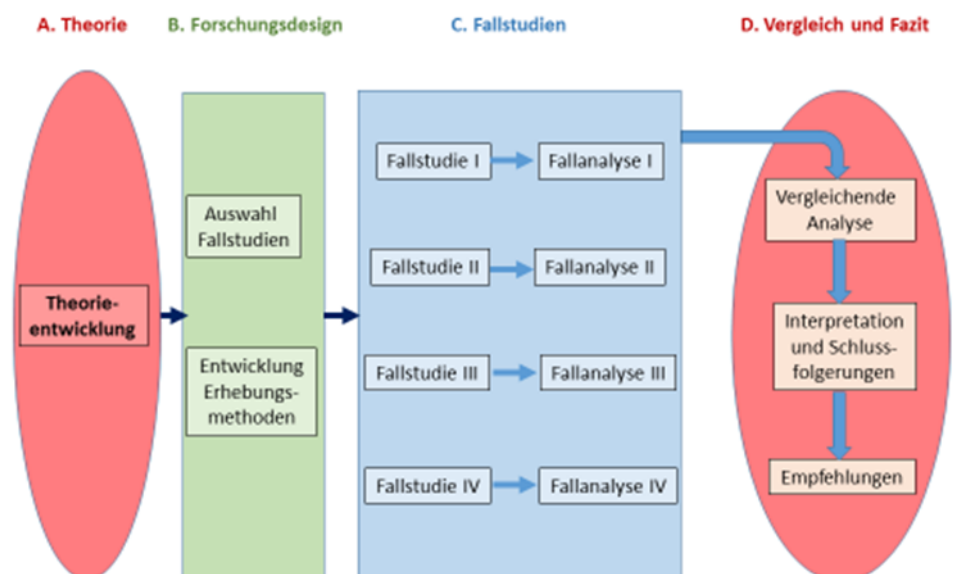 A. Theorie
B. Forschungsdesign
C. Fallstudien
D. Vergleich und Fazit
Theorie-
entwicklung
Auswahl
Fallstudien
Entwicklung
Erhebungs-
methoden
Fallstudie I
Fallanalyse I
Fallstudie II
Fallanalyse II
Fallstudie III
Fallanalyse III
Fallstudie IV
Fallanalyse IV
Vergleichende
Analyse
Interpretation
und Schluss-
folgerungen
Empfehlungen